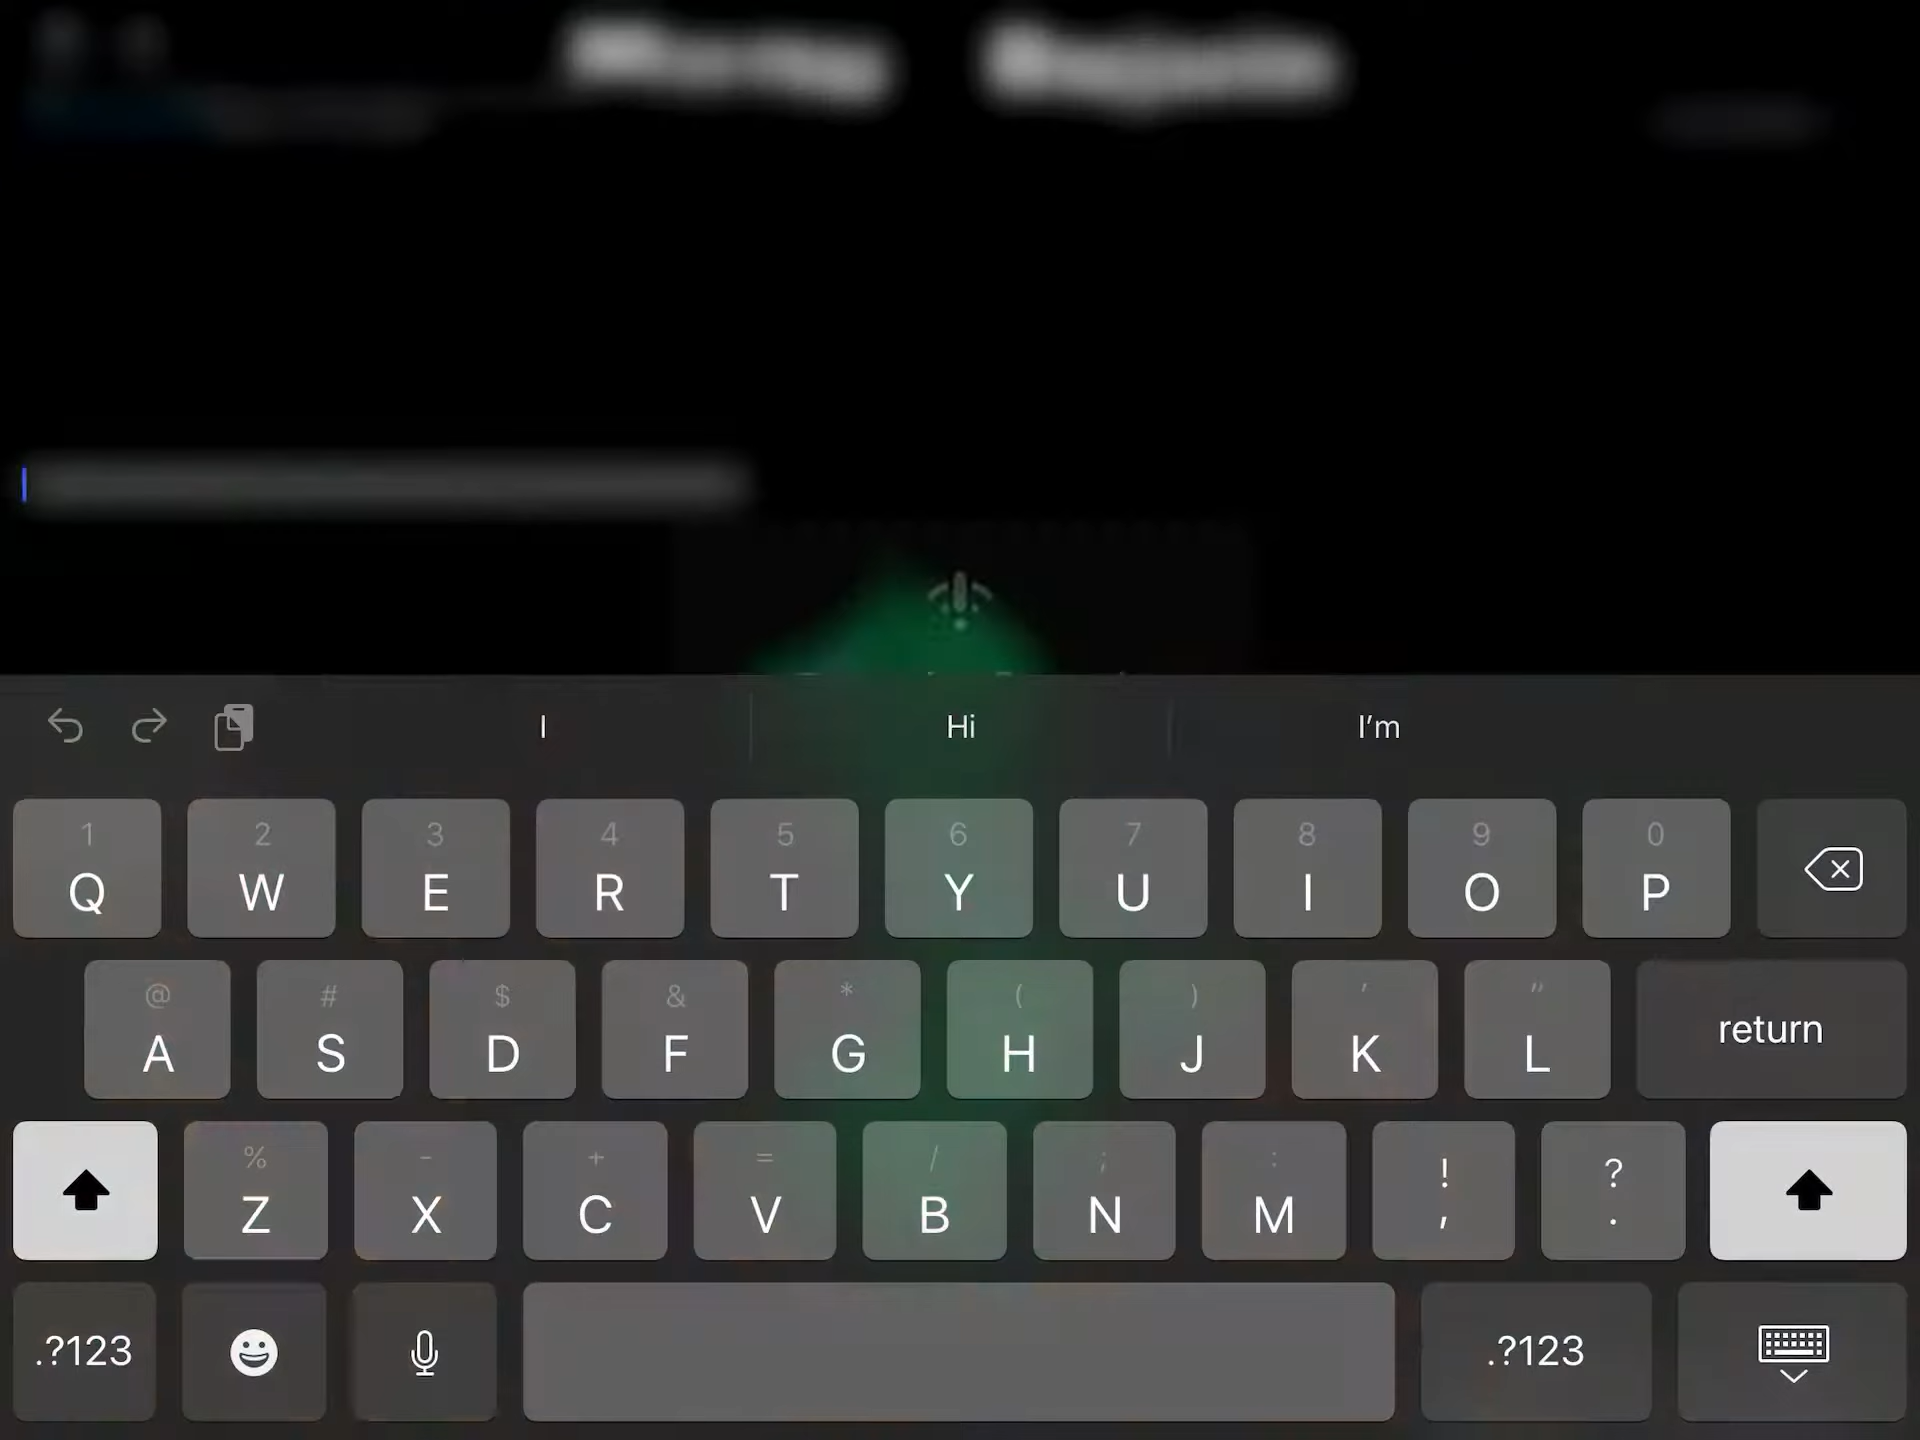 I Hi I'm
1 2 3 4 5 6 7 8 9 0
Q W E R T Y U I O P
@ # $ & * ( ) ' "
A S D F G H J K L return
% - + = / ; : ! ?
Z X C V B N M , .
.?123 .?123